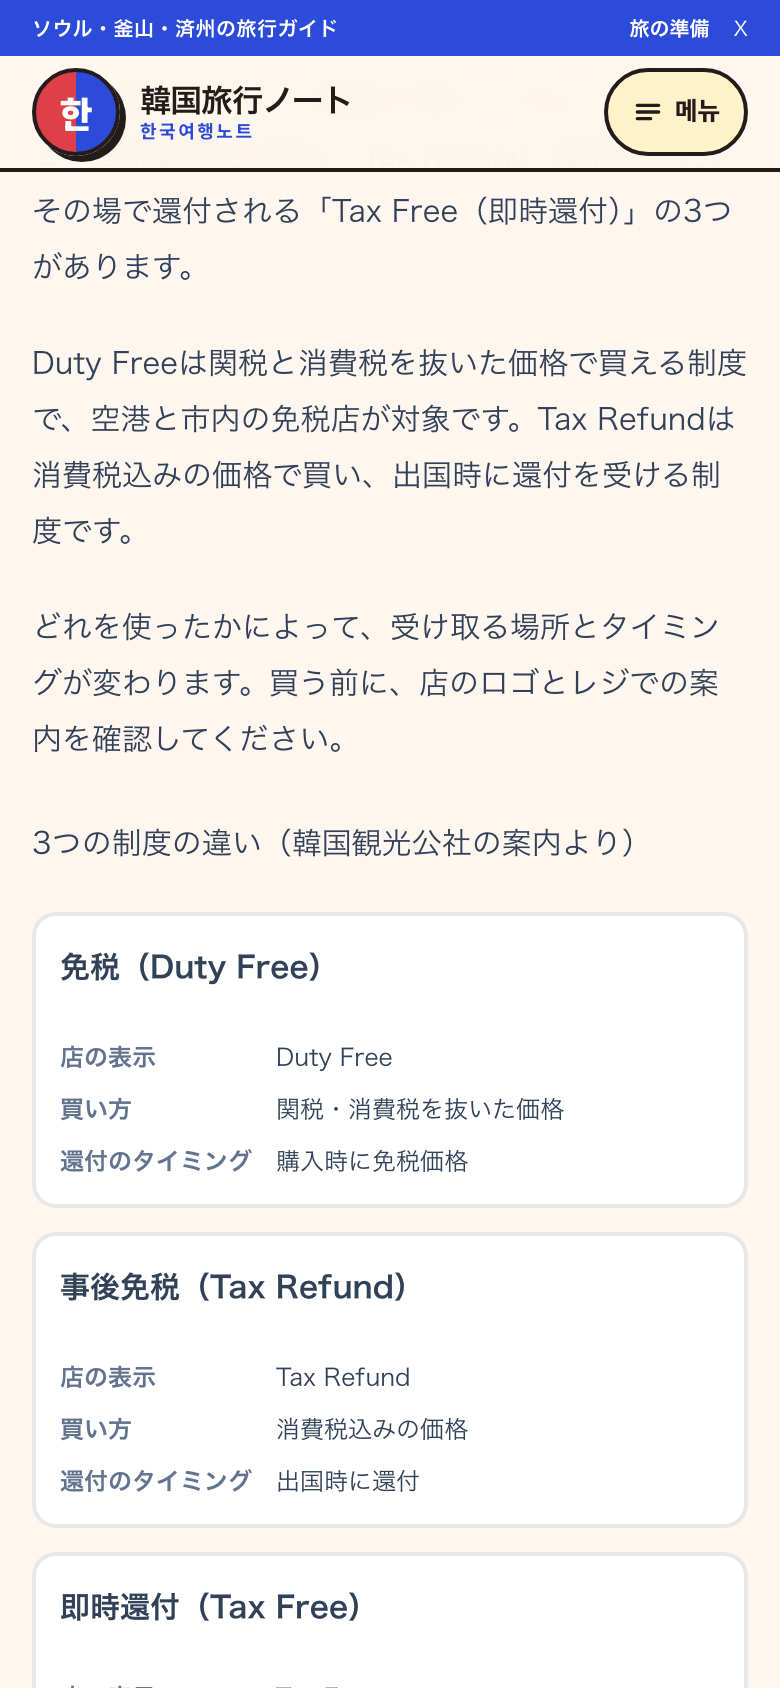 ソウル・釜山・済州の旅行ガイド
旅の準備 X
한
韓国旅行ノート
한국여행노트
메뉴
その場で還付される「Tax Free（即時還付）」の3つ
があります。
Duty Freeは関税と消費税を抜いた価格で買える制度
で、空港と市内の免税店が対象です。Tax Refundは
消費税込みの価格で買い、出国時に還付を受ける制
度です。
どれを使ったかによって、受け取る場所とタイミン
グが変わります。買う前に、店のロゴとレジでの案
内を確認してください。
3つの制度の違い（韓国観光公社の案内より）
免税（Duty Free）
店の表示 Duty Free
買い方 関税・消費税を抜いた価格
還付のタイミング 購入時に免税価格
事後免税（Tax Refund）
店の表示 Tax Refund
買い方 消費税込みの価格
還付のタイミング 出国時に還付
即時還付（Tax Free）